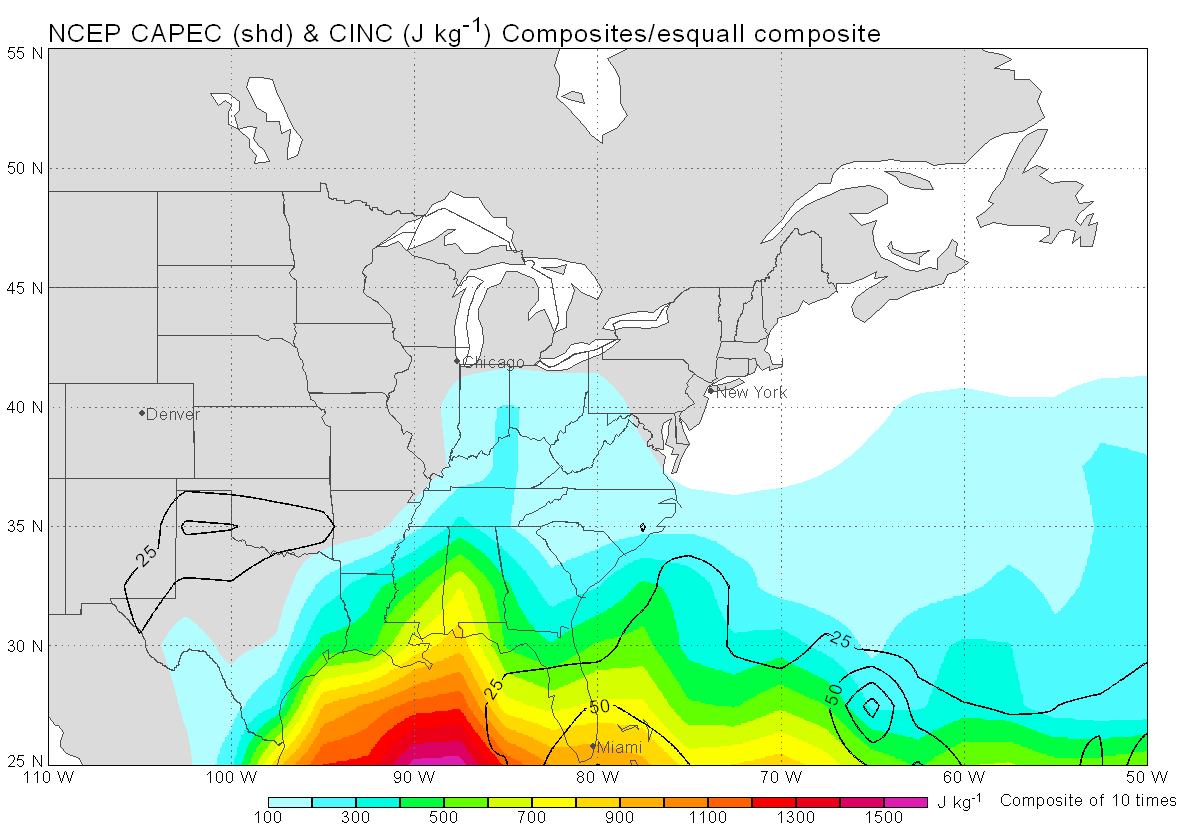 NCEP CAPEC (shd) & CINC (J kg-1) Composites/esquall composite
55 N
50 N
45 N
Chicago
New York
40 N
Denver
35 N
25
25
30 N
25
50
50
Miami
25 N
110 W 100 W 90 W 80 W 70 W 60 W 50 W
J kg-1 Composite of 10 times
100 300 500 700 900 1100 1300 1500